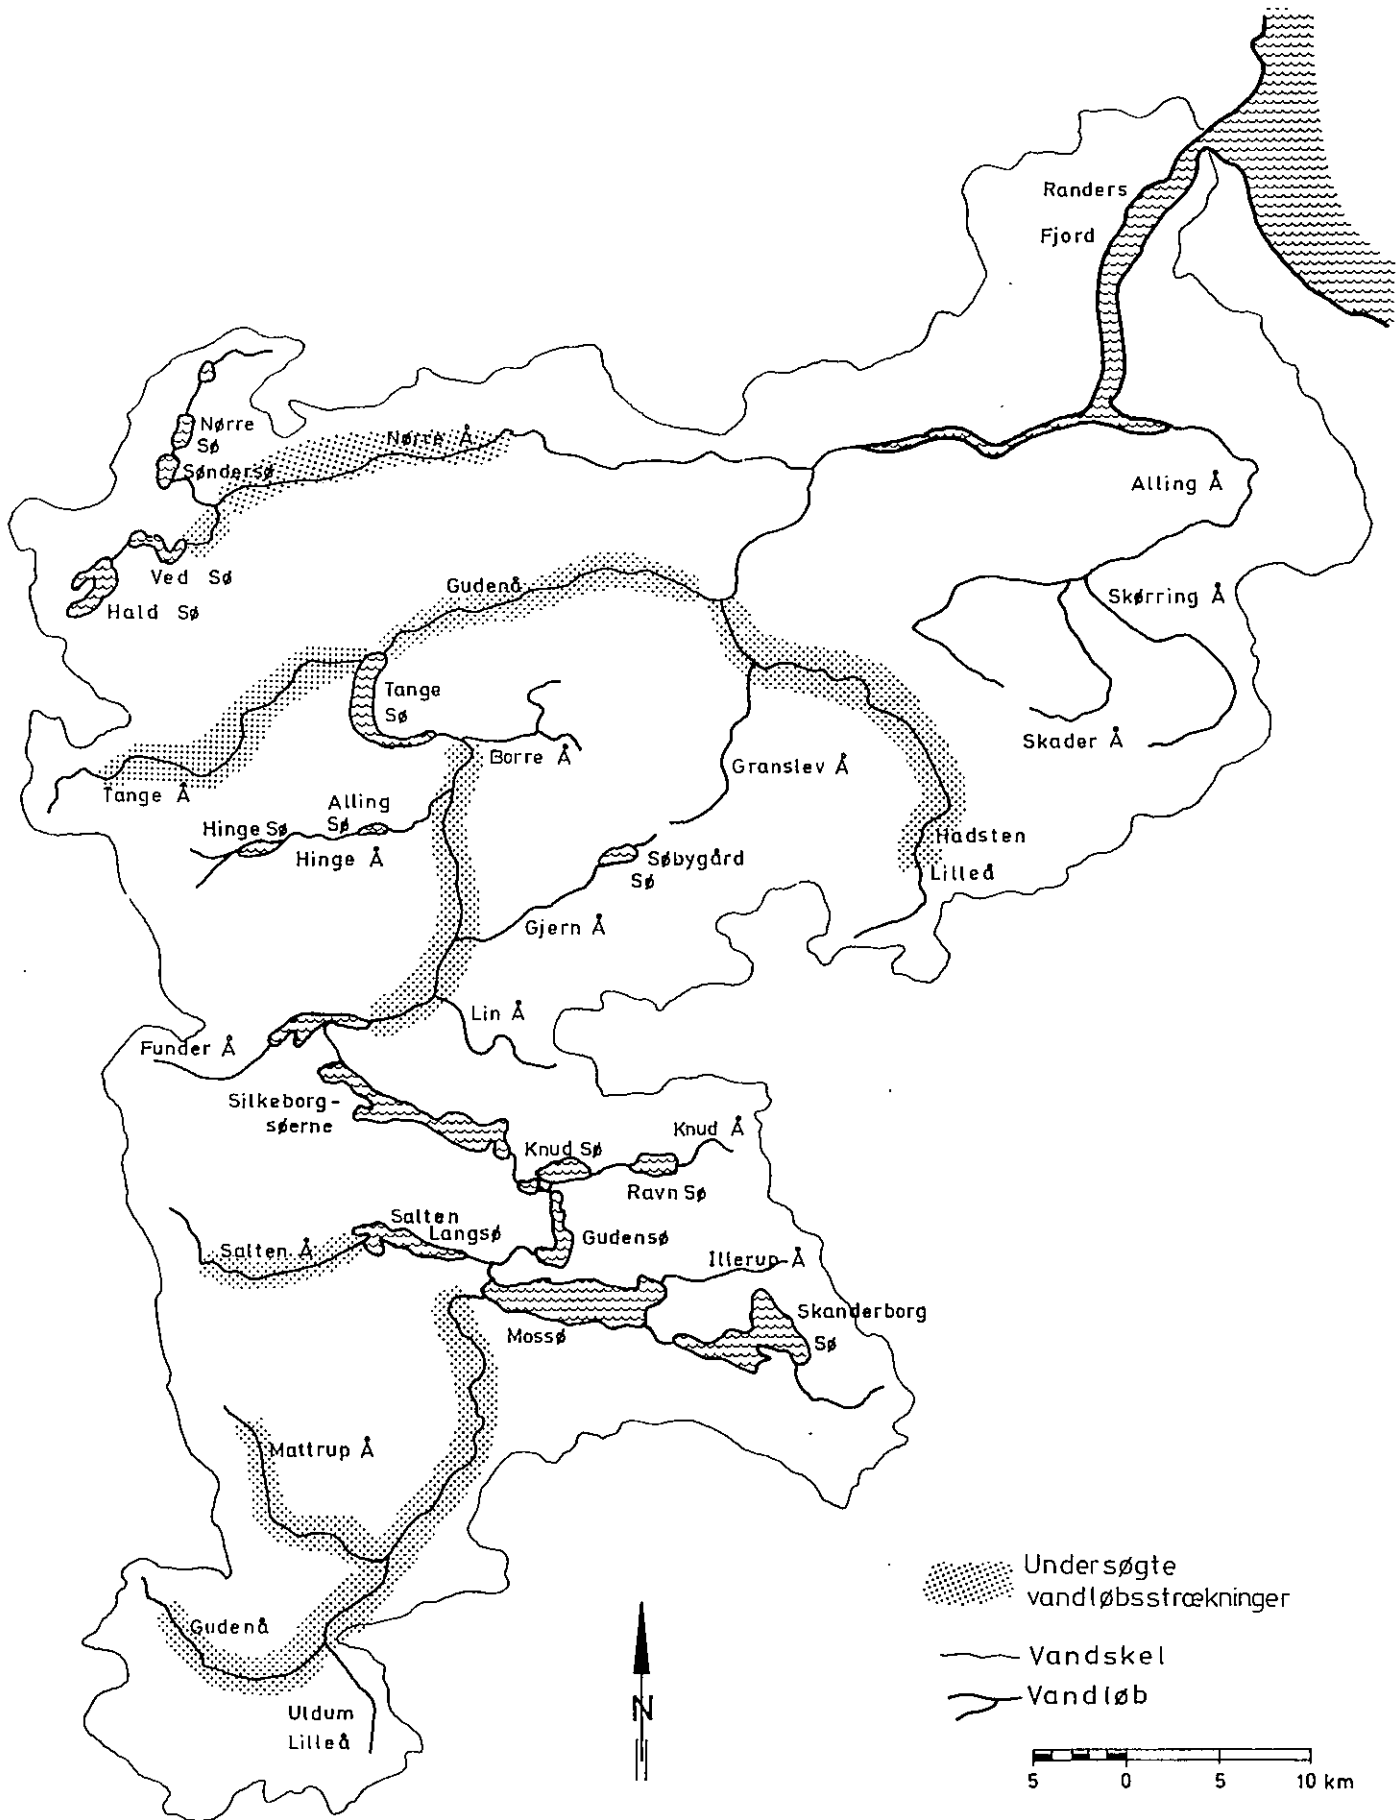 Randers
Fjord
Nørre
Sø
Søndersø
Nørre Å
Alling Å
Ved Sø
Hald Sø
Gudenå
Skørring Å
Tange
Sø
Borre Å
Skader Å
Granslev Å
Tange Å
Alling
Sø
Hinge Sø
Hinge Å
Hadsten
Lilleå
Søbygård
Sø
Gjern Å
Lin Å
Funder Å
Silkeborg-
søerne
Knud Sø
Knud Å
Ravn Sø
Salten
Langsø
Salten Å
Gudensø
Illerup Å
Mossø
Skanderborg
Sø
Mattrup Å
Gudenå
Uldum
Lilleå
N
Undersøgte
vandløbsstrækninger
Vandskel
Vandløb
5 0 5 10 km